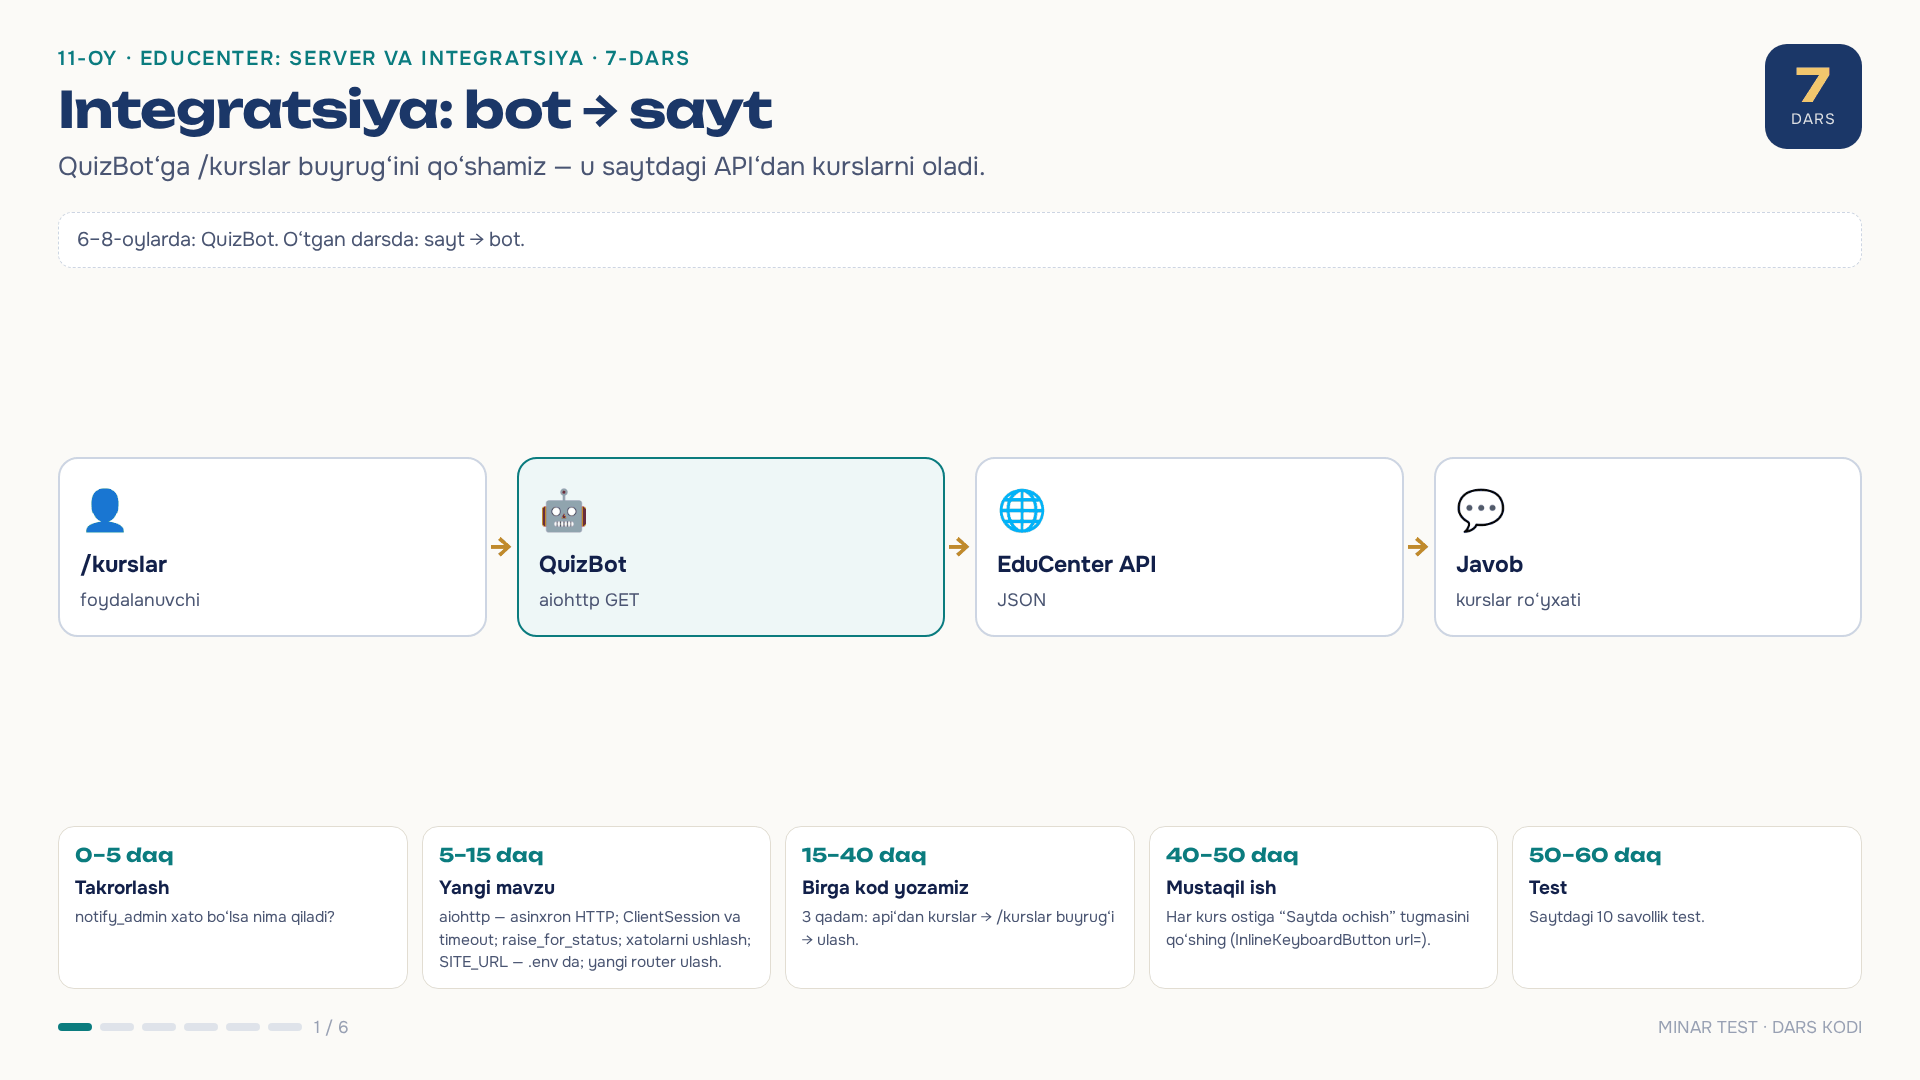 11-OY · EDUCENTER: SERVER VA INTEGRATSIYA · 7-DARS
Integratsiya: bot → sayt
QuizBot‘ga /kurslar buyrug‘ini qo‘shamiz — u saytdagi API‘dan kurslarni oladi.
7
DARS
6–8-oylarda: QuizBot. O‘tgan darsda: sayt → bot.
/kurslar
foydalanuvchi
→
QuizBot
aiohttp GET
→
EduCenter API
JSON
→
Javob
kurslar ro‘yxati
0–5 daq
Takrorlash
notify_admin xato bo‘lsa nima qiladi?
5–15 daq
Yangi mavzu
aiohttp — asinxron HTTP; ClientSession va
timeout; raise_for_status; xatolarni ushlash;
SITE_URL — .env da; yangi router ulash.
15–40 daq
Birga kod yozamiz
3 qadam: api‘dan kurslar → /kurslar buyrug‘i
→ ulash.
40–50 daq
Mustaqil ish
Har kurs ostiga “Saytda ochish” tugmasini
qo‘shing (InlineKeyboardButton url=).
50–60 daq
Test
Saytdagi 10 savollik test.
1 / 6
MINAR TEST · DARS KODI